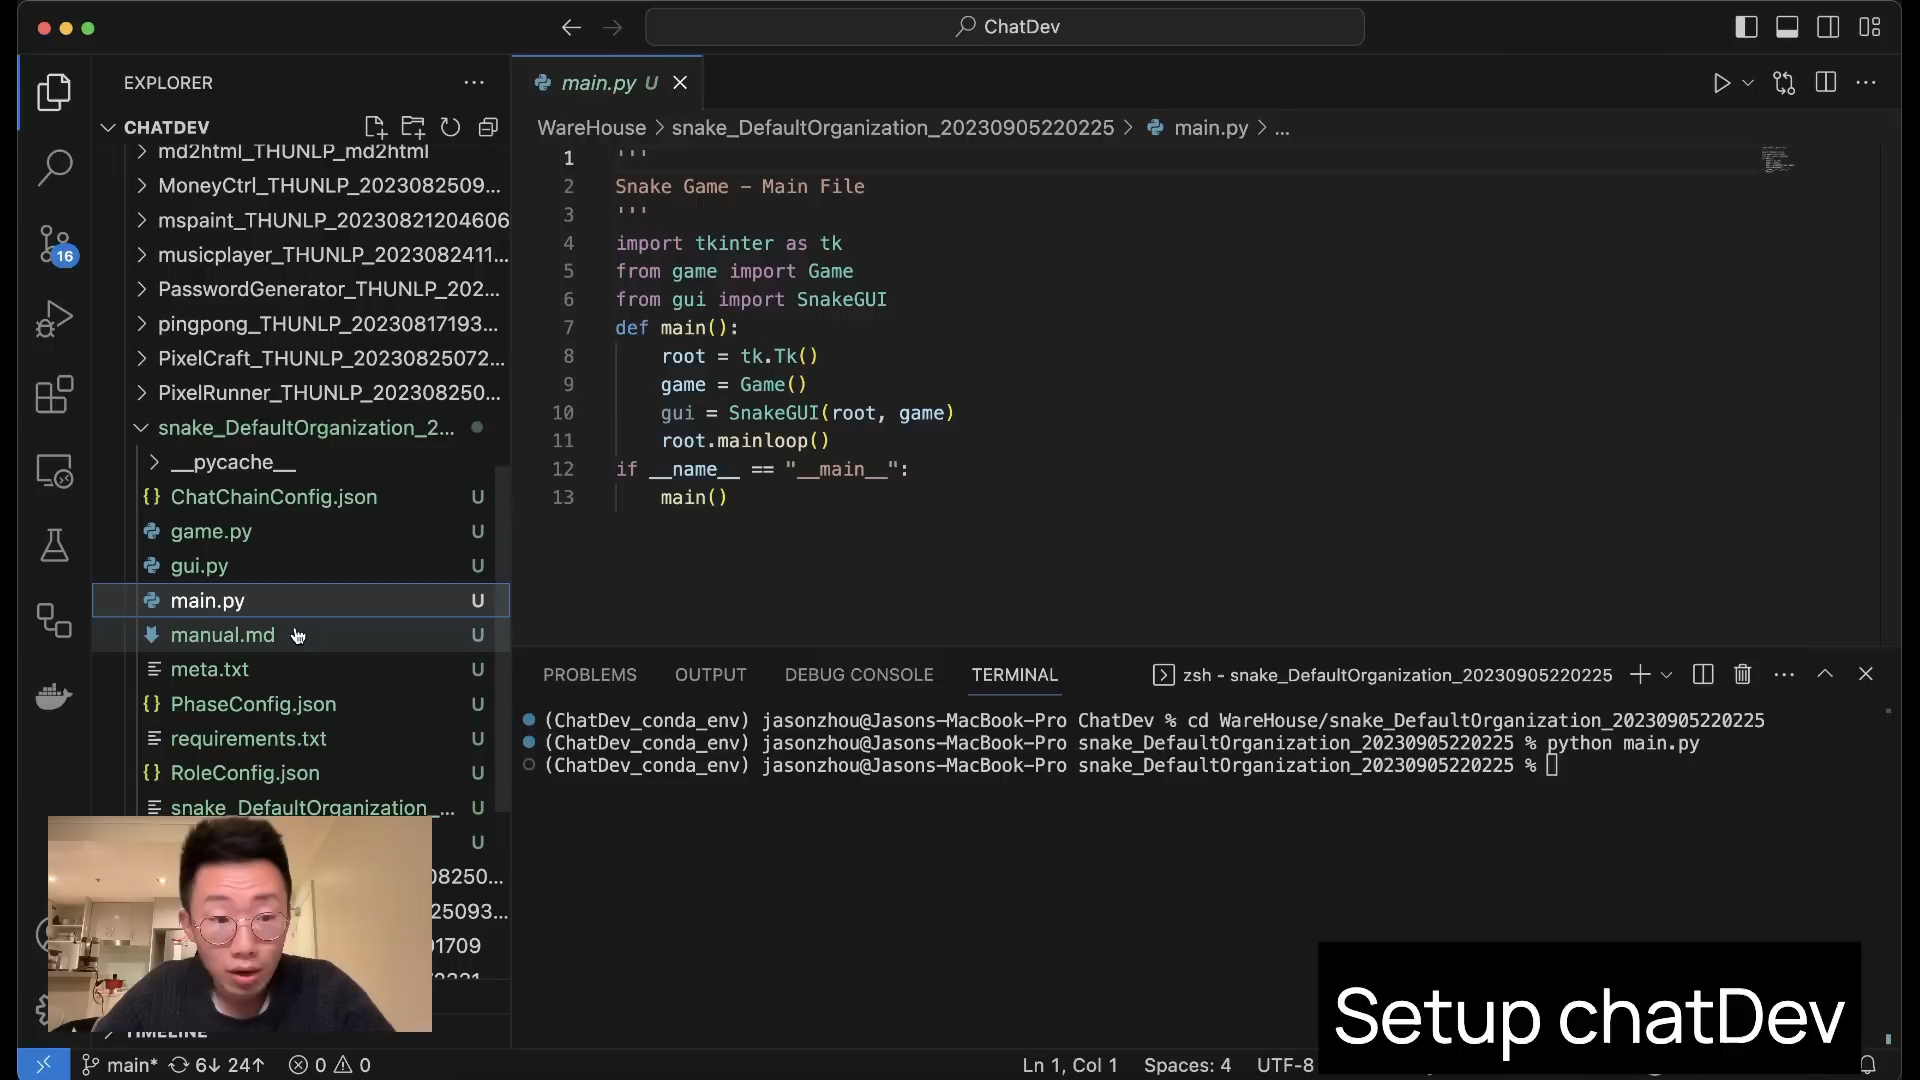 ChatDev
EXPLORER
CHATDEV
md2html_THUNLP_md2html
MoneyCtrl_THUNLP_2023082509...
mspaint_THUNLP_20230821204606
musicplayer_THUNLP_2023082411...
PasswordGenerator_THUNLP_202...
pingpong_THUNLP_20230817193...
PixelCraft_THUNLP_20230825072...
PixelRunner_THUNLP_202308250...
snake_DefaultOrganization_2...
__pycache__
{} ChatChainConfig.json U
game.py U
gui.py U
main.py U
manual.md U
meta.txt U
{} PhaseConfig.json U
requirements.txt U
{} RoleConfig.json U
snake_DefaultOrganization_... U
U
08250...
25093...
01709
TIMELINE
16
main.py U
WareHouse > snake_DefaultOrganization_20230905220225 > main.py > ...
1 '''
2 Snake Game – Main File
3 '''
4 import tkinter as tk
5 from game import Game
6 from gui import SnakeGUI
7 def main():
8 root = tk.Tk()
9 game = Game()
10 gui = SnakeGUI(root, game)
11 root.mainloop()
12 if __name__ == "__main__":
13 main()
PROBLEMS OUTPUT DEBUG CONSOLE TERMINAL zsh - snake_DefaultOrganization_20230905220225
(ChatDev_conda_env) jasonzhou@Jasons-MacBook-Pro ChatDev % cd WareHouse/snake_DefaultOrganization_20230905220225
(ChatDev_conda_env) jasonzhou@Jasons-MacBook-Pro snake_DefaultOrganization_20230905220225 % python main.py
(ChatDev_conda_env) jasonzhou@Jasons-MacBook-Pro snake_DefaultOrganization_20230905220225 %
Setup chatDev
main* 6↓ 24↑ 0 0 Ln 1, Col 1 Spaces: 4 UTF-8